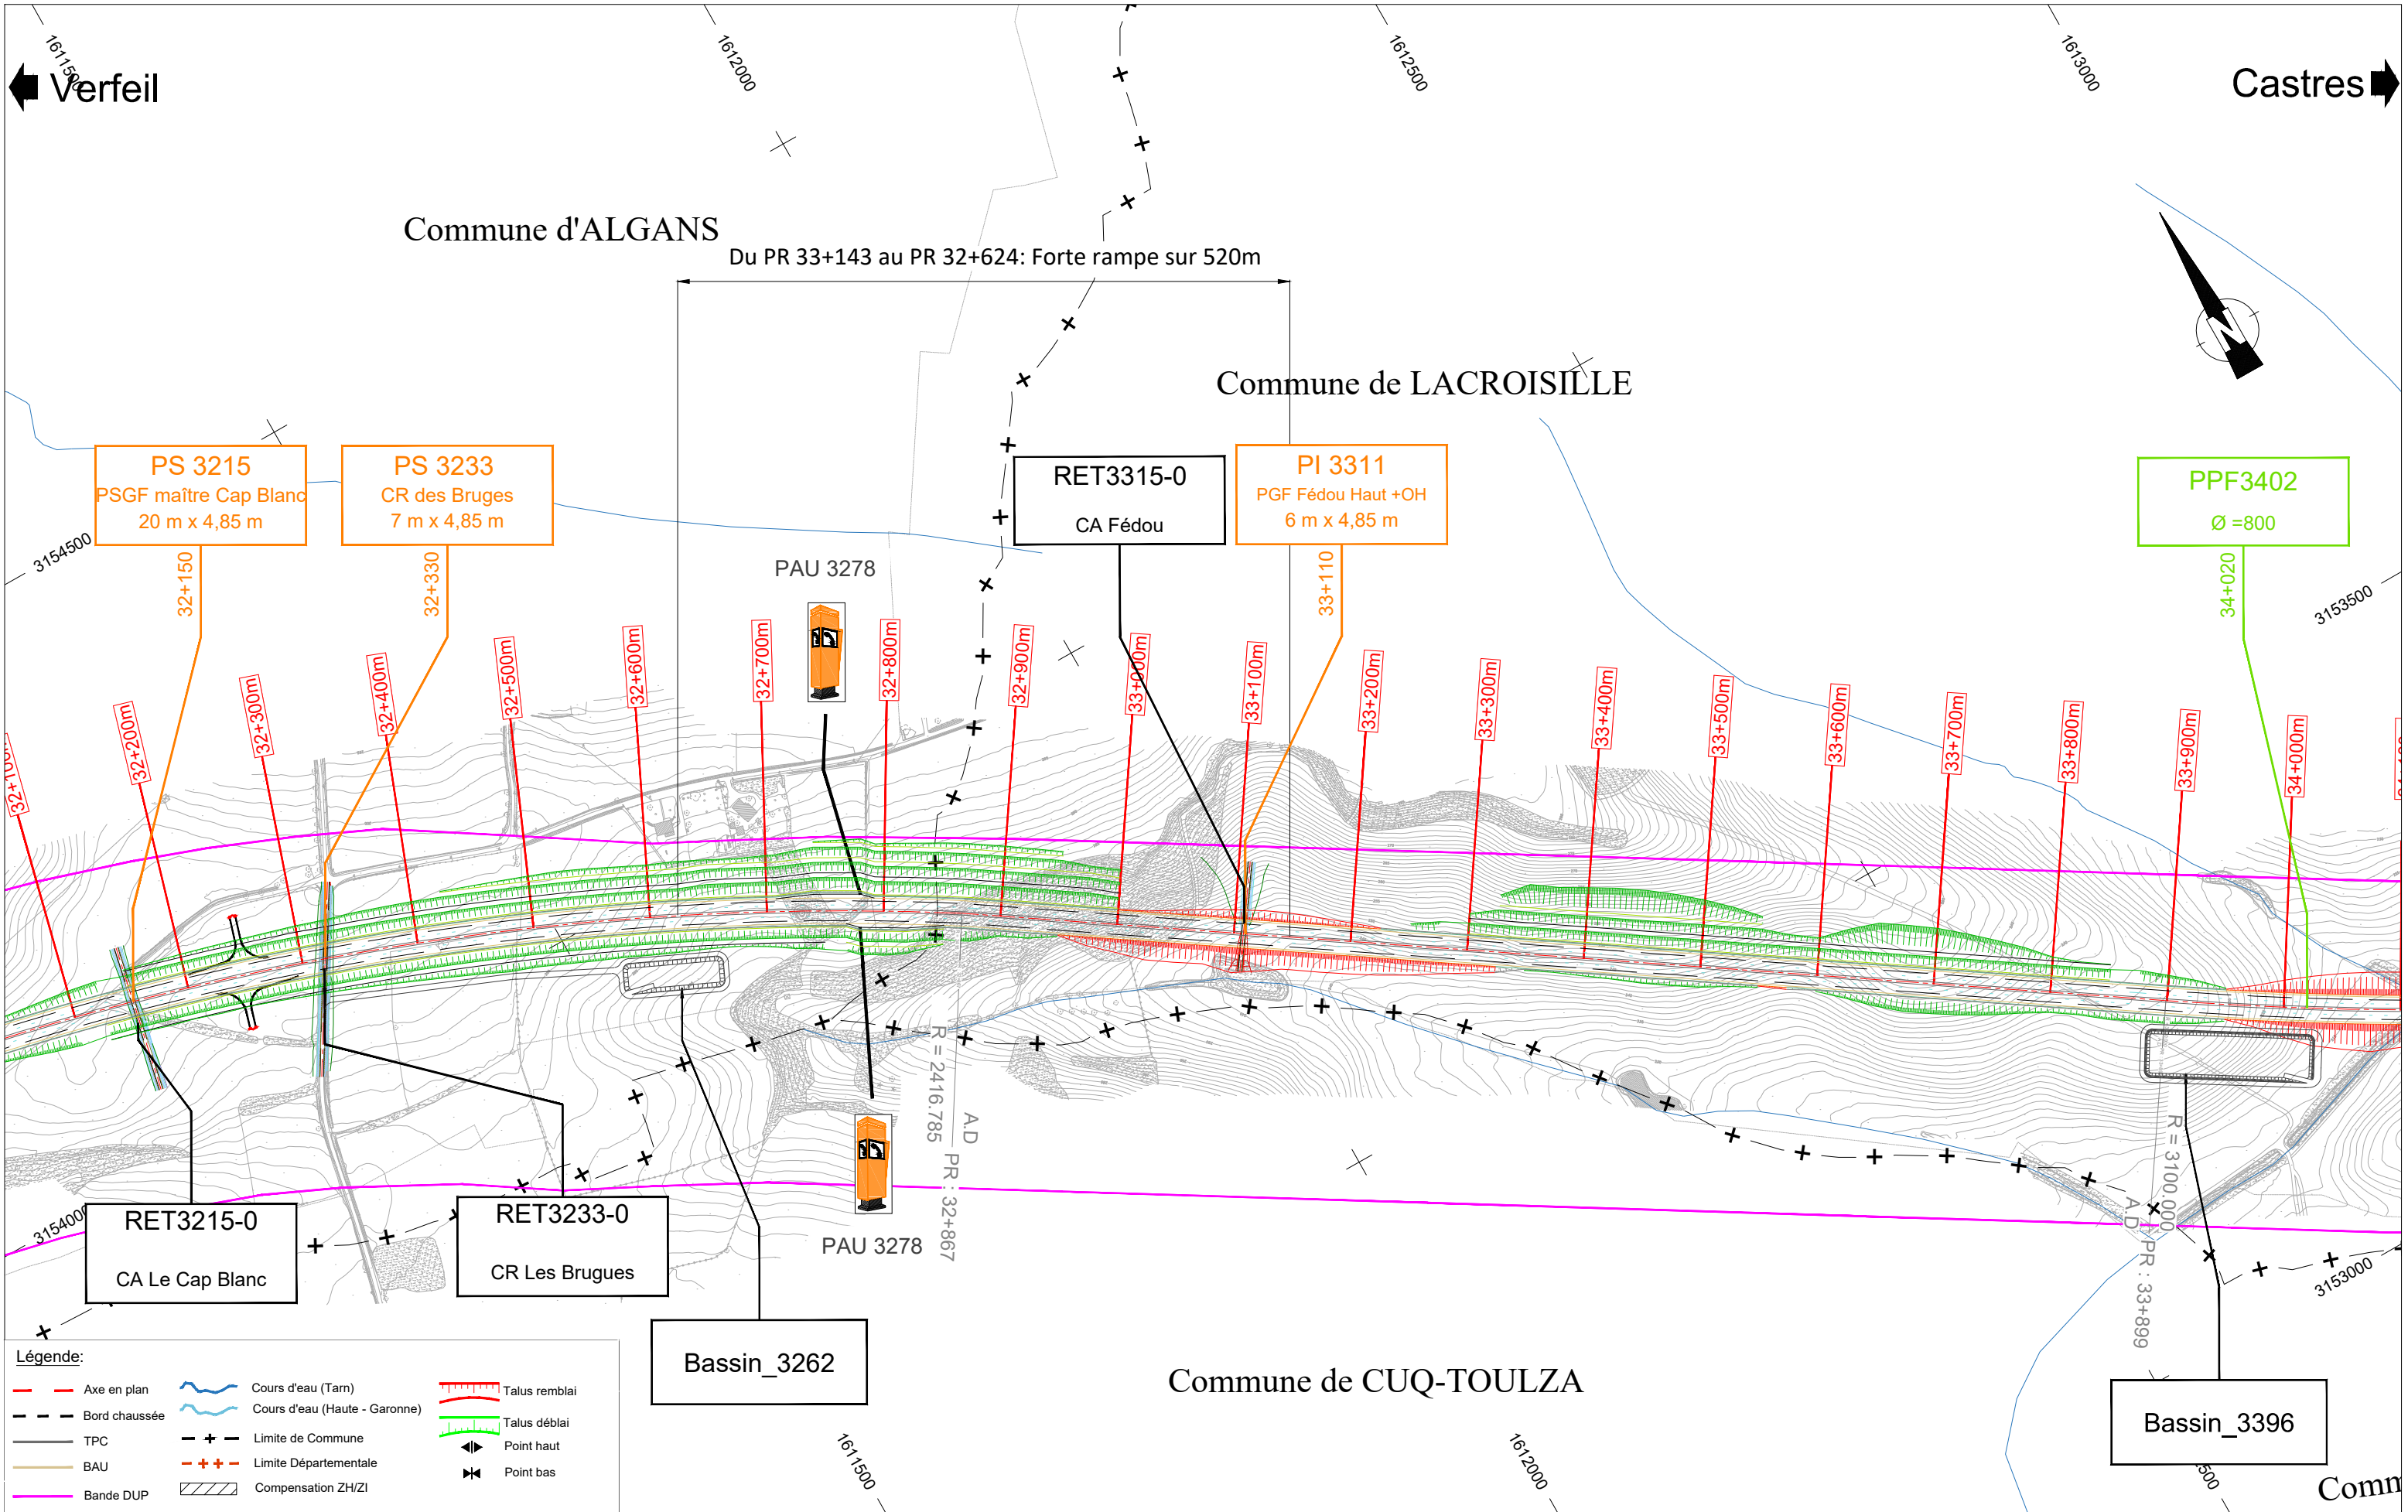 1611500
1612000
1612500
1613000
Verfeil
Castres
Commune d'ALGANS
Du PR 33+143 au PR 32+624: Forte rampe sur 520m
Commune de LACROISILLE
PS 3215
PSGF maître Cap Blanc
20 m x 4,85 m
32+150
PS 3233
CR des Bruges
7 m x 4,85 m
32+330
RET3315-0
CA Fédou
PI 3311
PGF Fédou Haut +OH
6 m x 4,85 m
33+110
PPF3402
Ø =800
34+020
3154500
3153500
PAU 3278
32+100m
32+200m
32+300m
32+400m
32+500m
32+600m
32+700m
32+800m
32+900m
33+000m
33+100m
33+200m
33+300m
33+400m
33+500m
33+600m
33+700m
33+800m
33+900m
34+000m
R = 2416.785
A.D PR : 32+867
R = 3100.000
A.D PR : 33+899
3154000
3153000
RET3215-0
CA Le Cap Blanc
RET3233-0
CR Les Brugues
PAU 3278
Bassin_3262
Bassin_3396
Commune de CUQ-TOULZA
1611500
1612000
500
Comm
Légende:
Axe en plan
Bord chaussée
TPC
BAU
Bande DUP
Cours d'eau (Tarn)
Cours d'eau (Haute - Garonne)
Limite de Commune
Limite Départementale
Compensation ZH/ZI
Talus remblai
Talus déblai
Point haut
Point bas